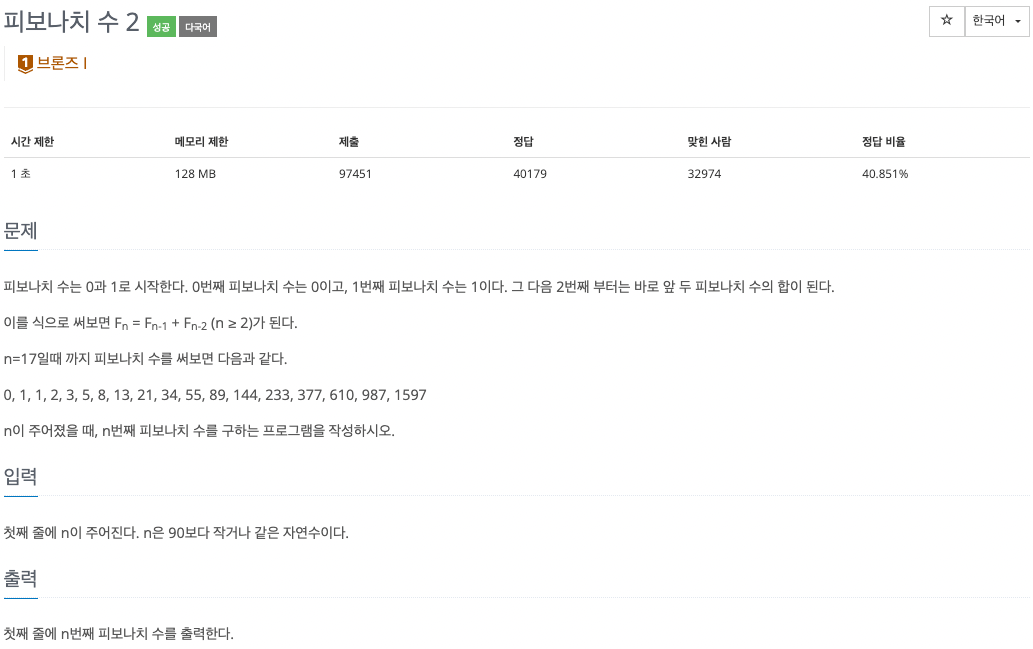 피보나치 수 2 성공 다국어 ☆ 한국어
1 브론즈 I
시간 제한 메모리 제한 제출 정답 맞힌 사람 정답 비율
1 초 128 MB 97451 40179 32974 40.851%
문제
피보나치 수는 0과 1로 시작한다. 0번째 피보나치 수는 0이고, 1번째 피보나치 수는 1이다. 그 다음 2번째 부터는 바로 앞 두 피보나치 수의 합이 된다.
이를 식으로 써보면 Fn = Fn-1 + Fn-2 (n ≥ 2)가 된다.
n=17일때 까지 피보나치 수를 써보면 다음과 같다.
0, 1, 1, 2, 3, 5, 8, 13, 21, 34, 55, 89, 144, 233, 377, 610, 987, 1597
n이 주어졌을 때, n번째 피보나치 수를 구하는 프로그램을 작성하시오.
입력
첫째 줄에 n이 주어진다. n은 90보다 작거나 같은 자연수이다.
출력
첫째 줄에 n번째 피보나치 수를 출력한다.